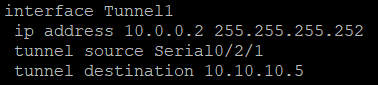 interface Tunnel1
 ip address 10.0.0.2 255.255.255.252
 tunnel source Serial0/2/1
 tunnel destination 10.10.10.5